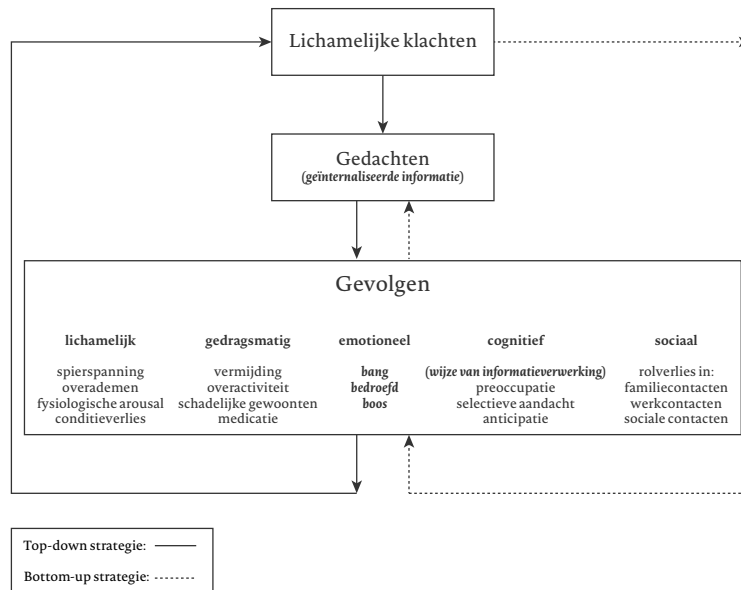 Lichamelijke klachten
Gedachten
(geïnternaliseerde informatie)
Gevolgen
lichamelijk
spierspanning
overademen
fysiologische arousal
conditieverlies
gedragsmatig
vermijding
overactiviteit
schadelijke gewoonten
medicatie
emotioneel
bang
bedroefd
boos
cognitief
(wijze van informatieverwerking)
preoccupatie
selectieve aandacht
anticipatie
sociaal
rolverlies in:
familiecontacten
werkcontacten
sociale contacten
Top-down strategie:
Bottom-up strategie: